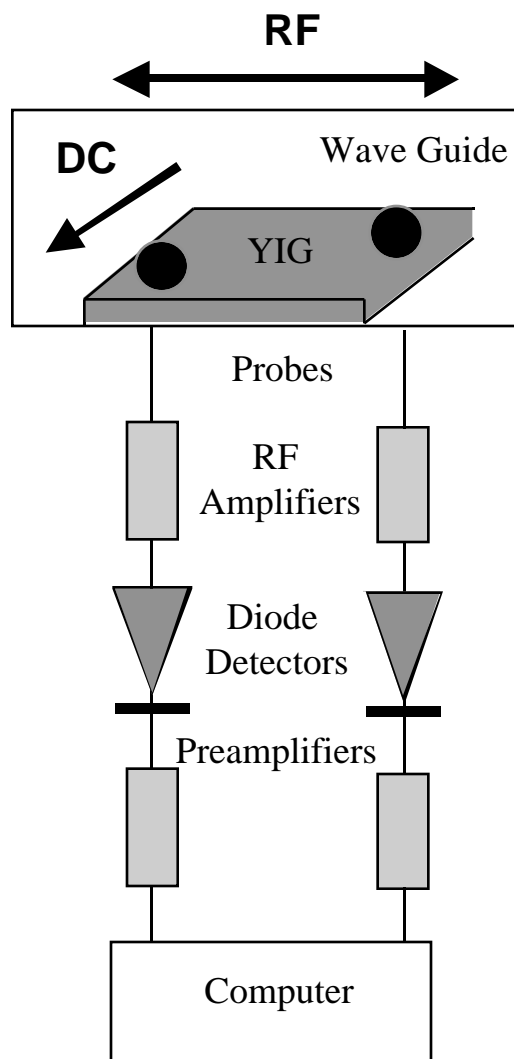 RF
DC
Wave Guide
YIG
Probes
RF
Amplifiers
Diode
Detectors
Preamplifiers
Computer